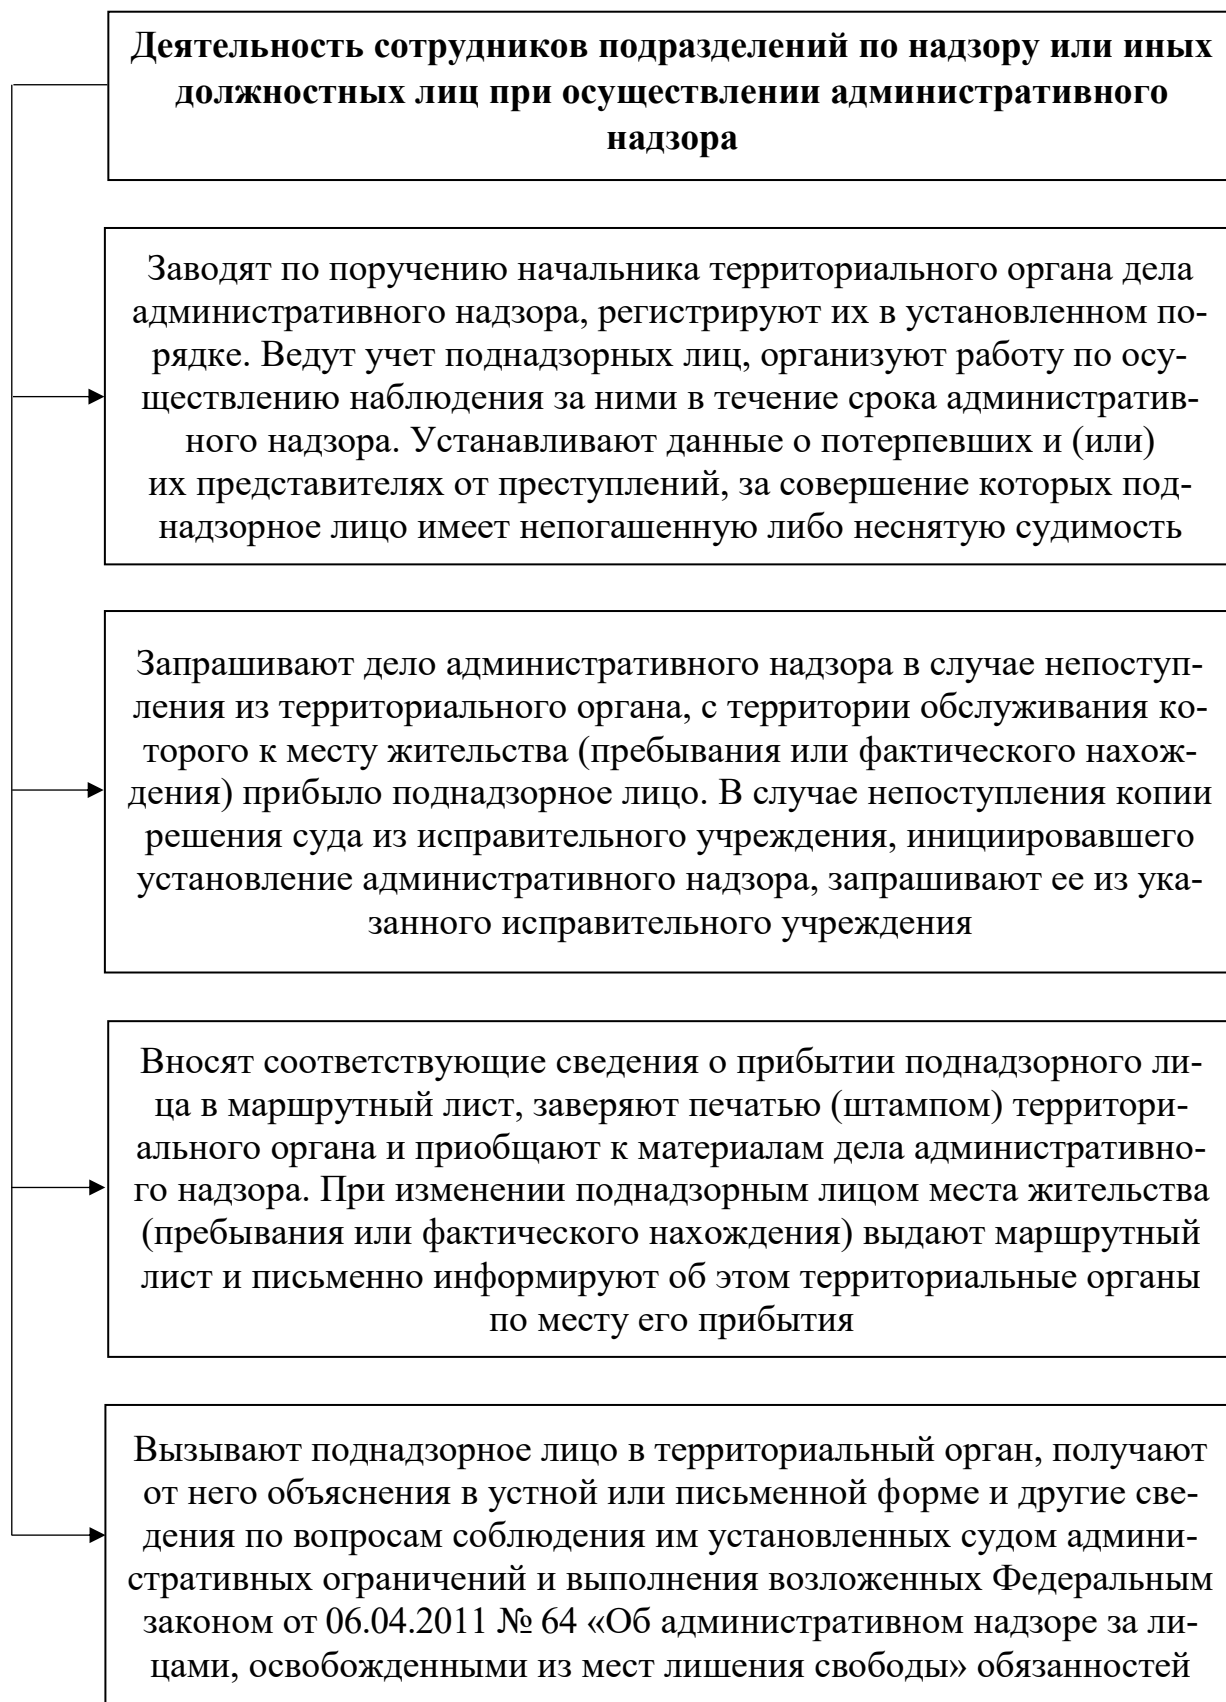 Деятельность сотрудников подразделений по надзору или иных
должностных лиц при осуществлении административного
надзора
Заводят по поручению начальника территориального органа дела
административного надзора, регистрируют их в установленном по-
рядке. Ведут учет поднадзорных лиц, организуют работу по осу-
ществлению наблюдения за ними в течение срока административ-
ного надзора. Устанавливают данные о потерпевших и (или)
их представителях от преступлений, за совершение которых под-
надзорное лицо имеет непогашенную либо неснятую судимость
Запрашивают дело административного надзора в случае непоступ-
ления из территориального органа, с территории обслуживания ко-
торого к месту жительства (пребывания или фактического нахож-
дения) прибыло поднадзорное лицо. В случае непоступления копии
решения суда из исправительного учреждения, инициировавшего
установление административного надзора, запрашивают ее из ука-
занного исправительного учреждения
Вносят соответствующие сведения о прибытии поднадзорного ли-
ца в маршрутный лист, заверяют печатью (штампом) территори-
ального органа и приобщают к материалам дела административно-
го надзора. При изменении поднадзорным лицом места жительства
(пребывания или фактического нахождения) выдают маршрутный
лист и письменно информируют об этом территориальные органы
по месту его прибытия
Вызывают поднадзорное лицо в территориальный орган, получают
от него объяснения в устной или письменной форме и другие све-
дения по вопросам соблюдения им установленных судом админи-
стративных ограничений и выполнения возложенных Федеральным
законом от 06.04.2011 № 64 «Об административном надзоре за ли-
цами, освобожденными из мест лишения свободы» обязанностей